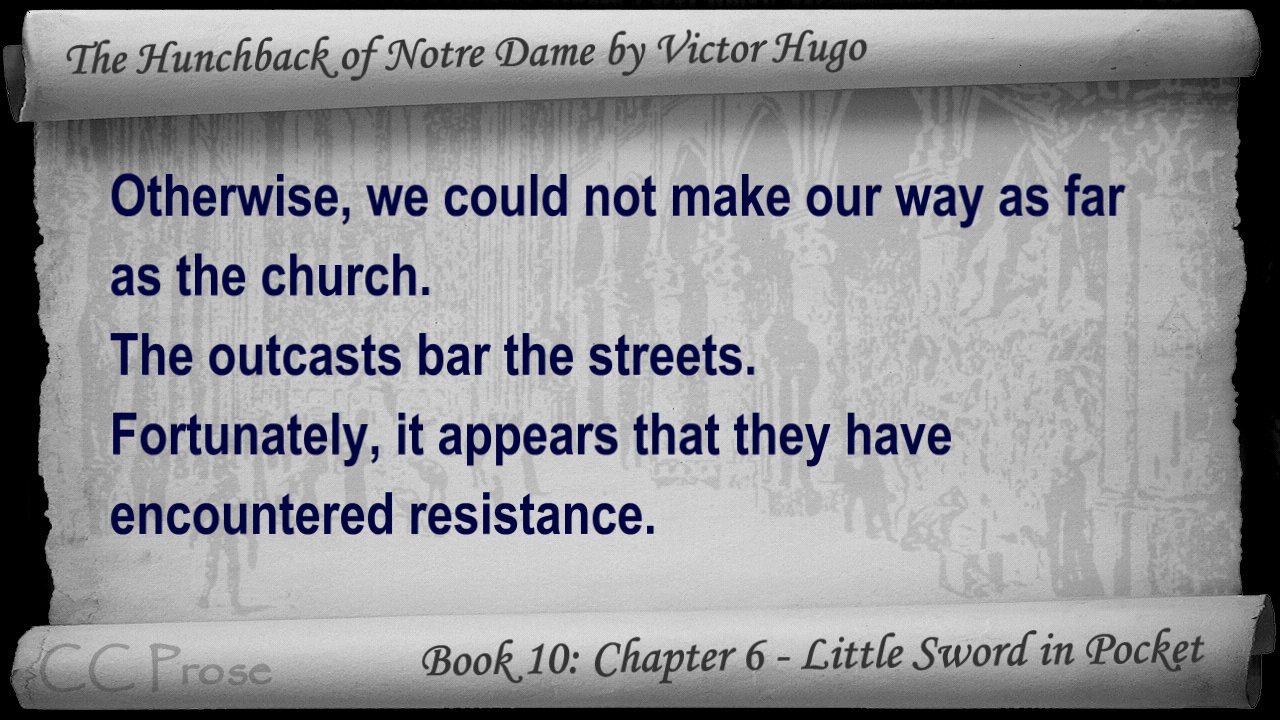 The Hunchback of Notre Dame by Victor Hugo
Otherwise, we could not make our way as far
as the church.
The outcasts bar the streets.
Fortunately, it appears that they have
encountered resistance.
CC Prose
Book 10: Chapter 6 - Little Sword in Pocket